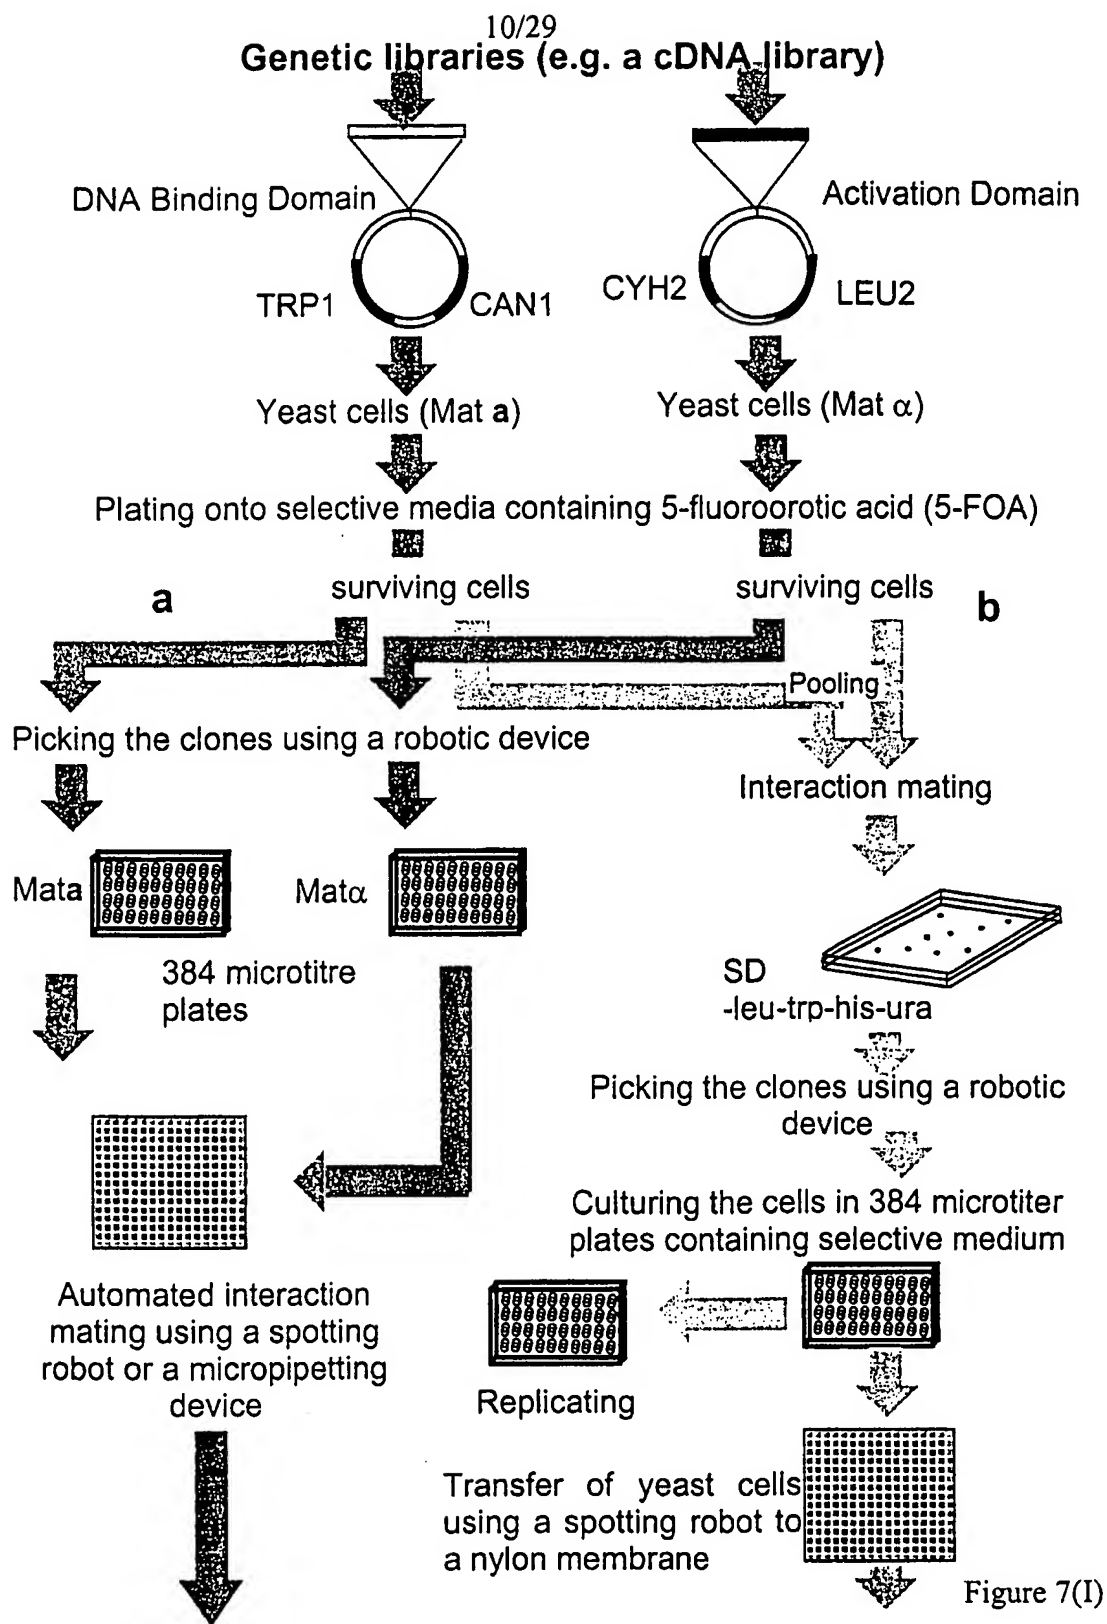 10/29
Genetic libraries (e.g. a cDNA library)
DNA Binding Domain
Activation Domain
TRP1
CAN1
CYH2
LEU2
Yeast cells (Mat a)
Yeast cells (Mat α)
Plating onto selective media containing 5-fluoroorotic acid (5-FOA)
surviving cells
surviving cells
a
b
Pooling
Picking the clones using a robotic device
Interaction mating
Mata
Matα
384 microtitre
plates
SD
-leu-trp-his-ura
Picking the clones using a robotic
device
Culturing the cells in 384 microtiter
plates containing selective medium
Automated interaction
mating using a spotting
robot or a micropipetting
device
Replicating
Transfer of yeast cells
using a spotting robot to
a nylon membrane
Figure 7(I)